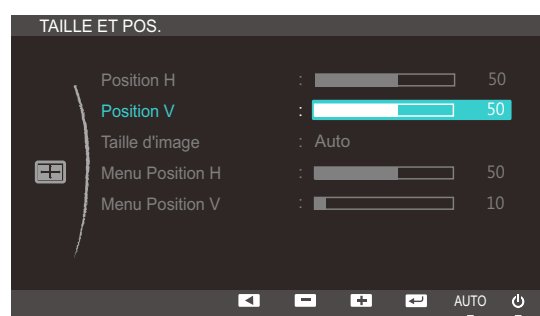 TAILLE ET POS.
Position H : 50
Position V : 50
Taille d'image : Auto
Menu Position H : 50
Menu Position V : 10
AUTO